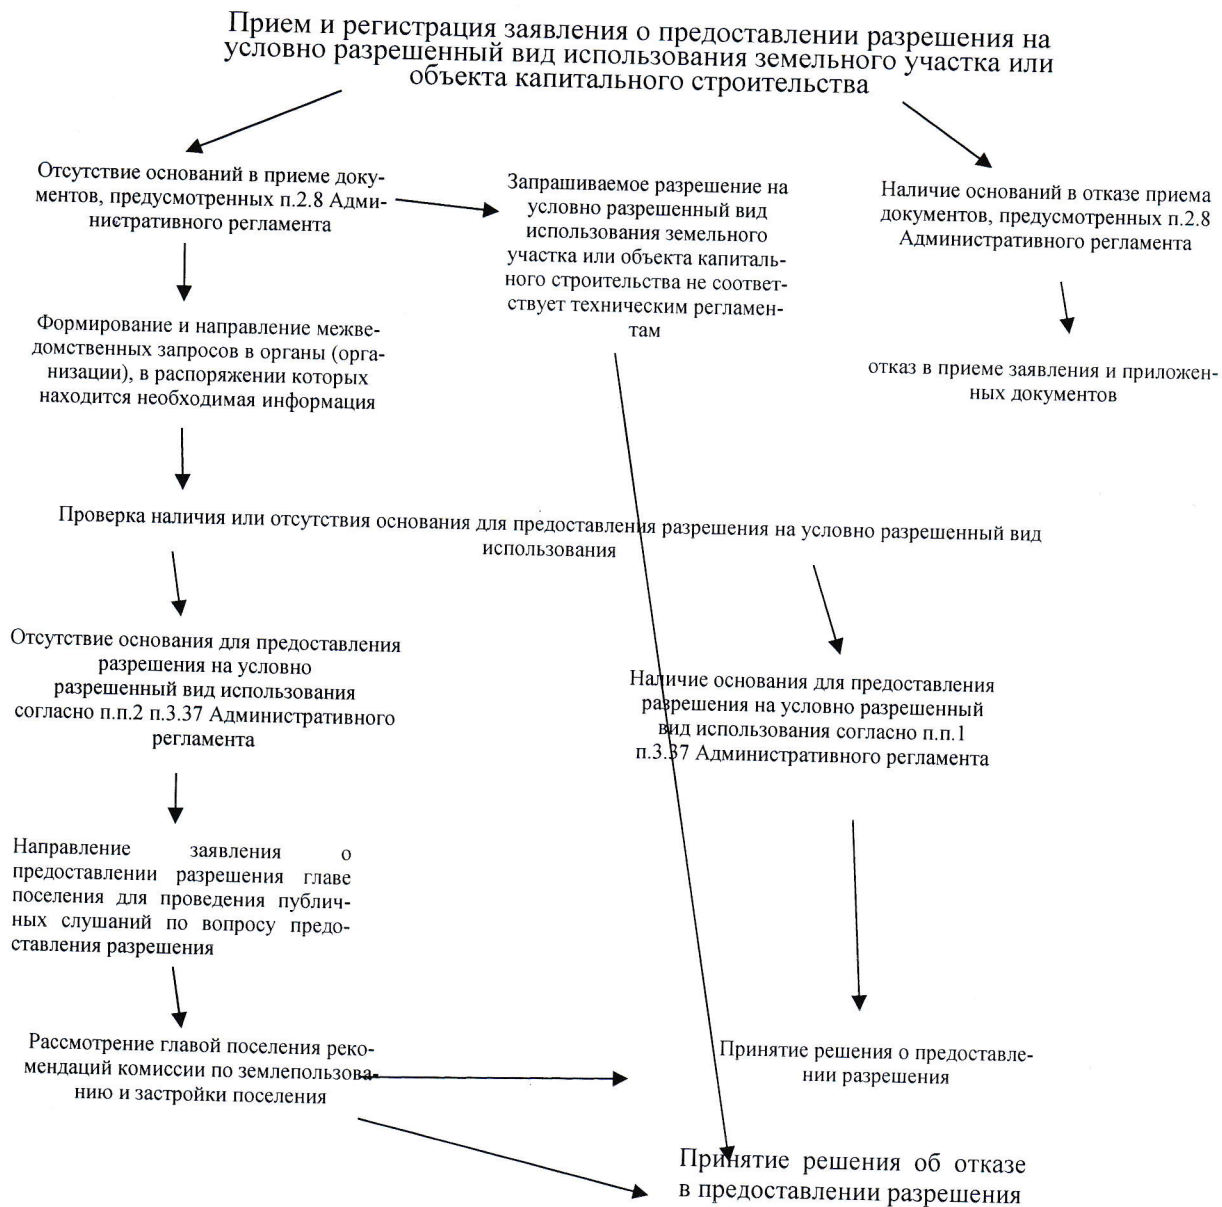 Прием и регистрация заявления о предоставлении разрешения на
условно разрешенный вид использования земельного участка или
объекта капитального строительства
Отсутствие оснований в приеме доку-
ментов, предусмотренных п.2.8 Адми-
нистративного регламента
Запрашиваемое разрешение на
условно разрешенный вид
использования земельного
участка или объекта капиталь-
ного строительства не соответ-
ствует техническим регламен-
там
Наличие оснований в отказе приема
документов, предусмотренных п.2.8
Административного регламента
Формирование и направление межве-
домственных запросов в органы (орга-
низации), в распоряжении которых
находится необходимая информация
отказ в приеме заявления и приложен-
ных документов
Проверка наличия или отсутствия основания для предоставления разрешения на условно разрешенный вид
использования
Отсутствие основания для предоставления
разрешения на условно
разрешенный вид использования
согласно п.п.2 п.3.37 Административного
регламента
Наличие основания для предоставления
разрешения на условно разрешенный
вид использования согласно п.п.1
п.3.37 Административного регламента
Направление заявления о
предоставлении разрешения главе
поселения для проведения публич-
ных слушаний по вопросу предо-
ставления разрешения
Рассмотрение главой поселения реко-
мендаций комиссии по землепользова-
нию и застройки поселения
Принятие решения о предоставле-
нии разрешения
Принятие решения об отказе
в предоставлении разрешения